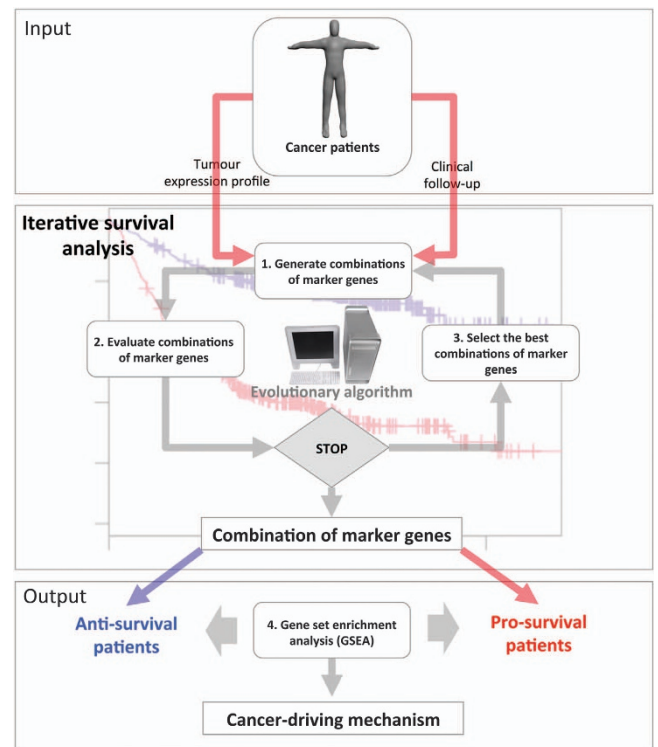 Input
Cancer patients
Tumour
expression profile
Clinical
follow-up
Iterative survival
analysis
1. Generate combinations
of marker genes
2. Evaluate combinations
of marker genes
3. Select the best
combinations of marker
genes
Evolutionary algorithm
STOP
Combination of marker genes
Output
Anti-survival
patients
4. Gene set enrichment
analysis (GSEA)
Pro-survival
patients
Cancer-driving mechanism